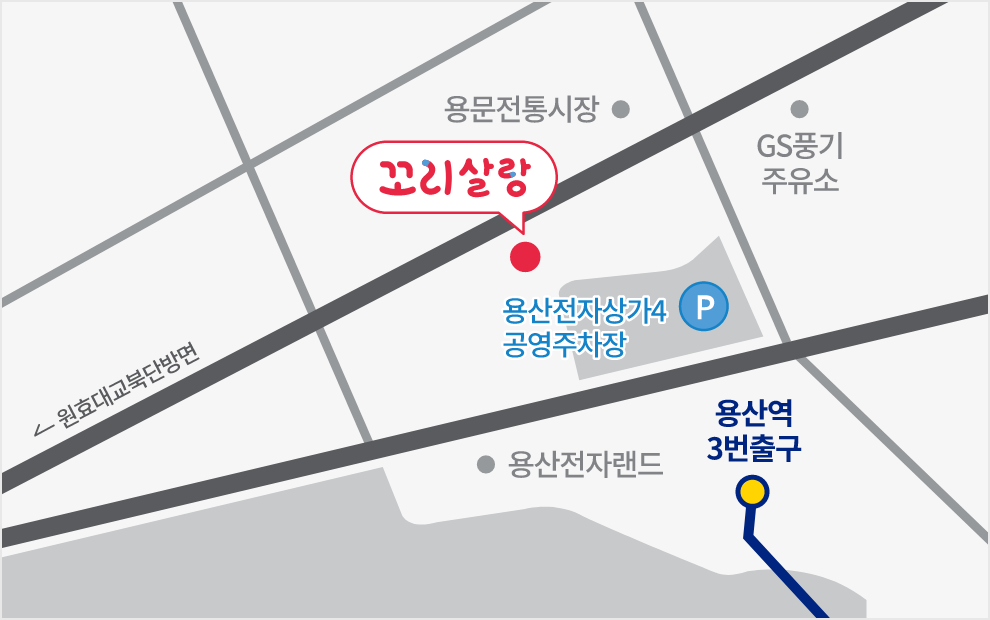 용문전통시장
GS풍기
주유소
꼬리살랑
용산전자상가4
P
공영주차장
원효대교북단방면
용산역
3번출구
용산전자랜드